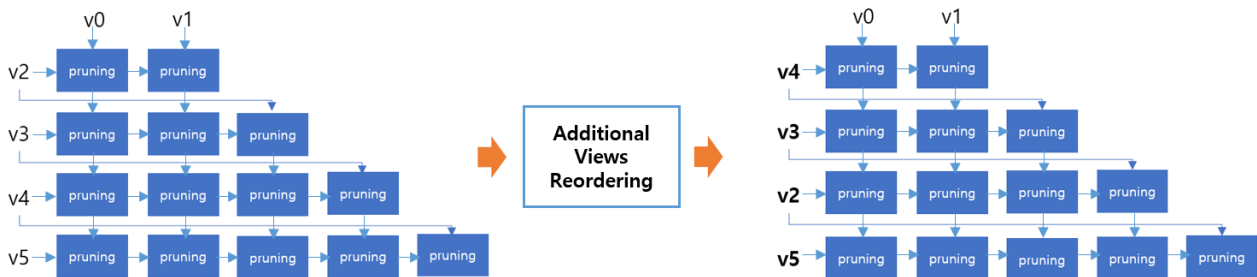 v0 v1
v2 pruning pruning
v3 pruning pruning pruning
v4 pruning pruning pruning pruning
v5 pruning pruning pruning pruning pruning
Additional
Views
Reordering
v0 v1
v4 pruning pruning
v3 pruning pruning pruning
v2 pruning pruning pruning pruning
v5 pruning pruning pruning pruning pruning